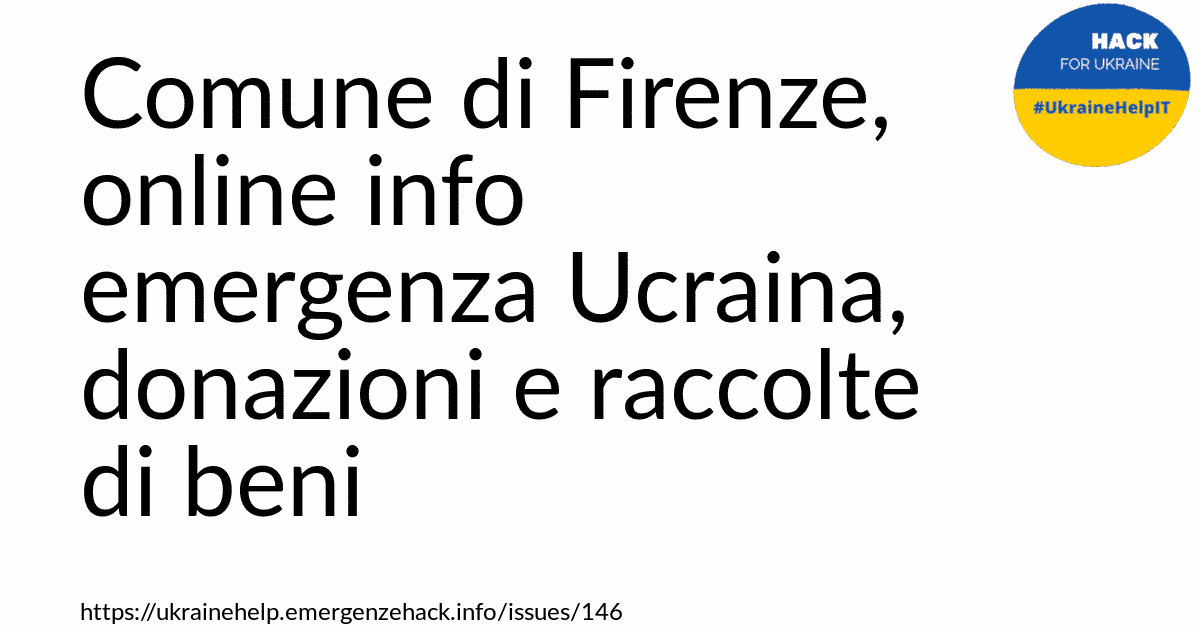 Comune di Firenze,
online info
emergenza Ucraina,
donazioni e raccolte
di beni
HACK
FOR UKRAINE
#UkraineHelpIT
https://ukrainehelp.emergenzehack.info/issues/146